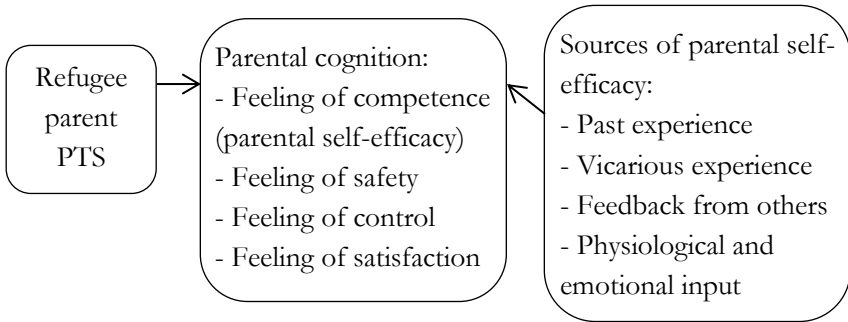 Refugee
parent
PTS
Parental cognition:
- Feeling of competence
(parental self-efficacy)
- Feeling of safety
- Feeling of control
- Feeling of satisfaction
Sources of parental self-
efficacy:
- Past experience
- Vicarious experience
- Feedback from others
- Physiological and
emotional input